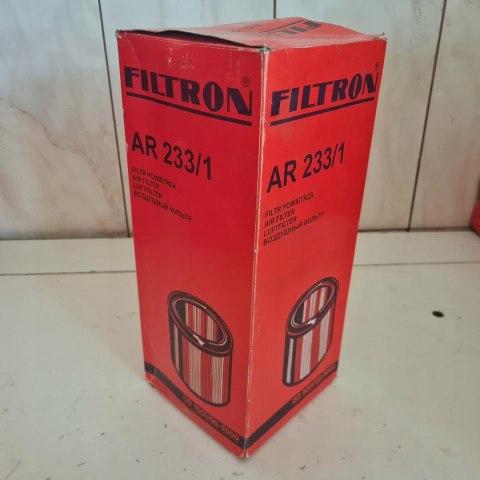 FILTRON®
AR 233/1
FILTR POWIETRZA
AIR FILTER
LUFTFILTER
ВОЗДУШНЫЙ ФИЛЬТР
FILTRON®
AR 233/1
FILTR POWIETRZA
AIR FILTER
LUFTFILTER
ВОЗДУШНЫЙ ФИЛЬТР